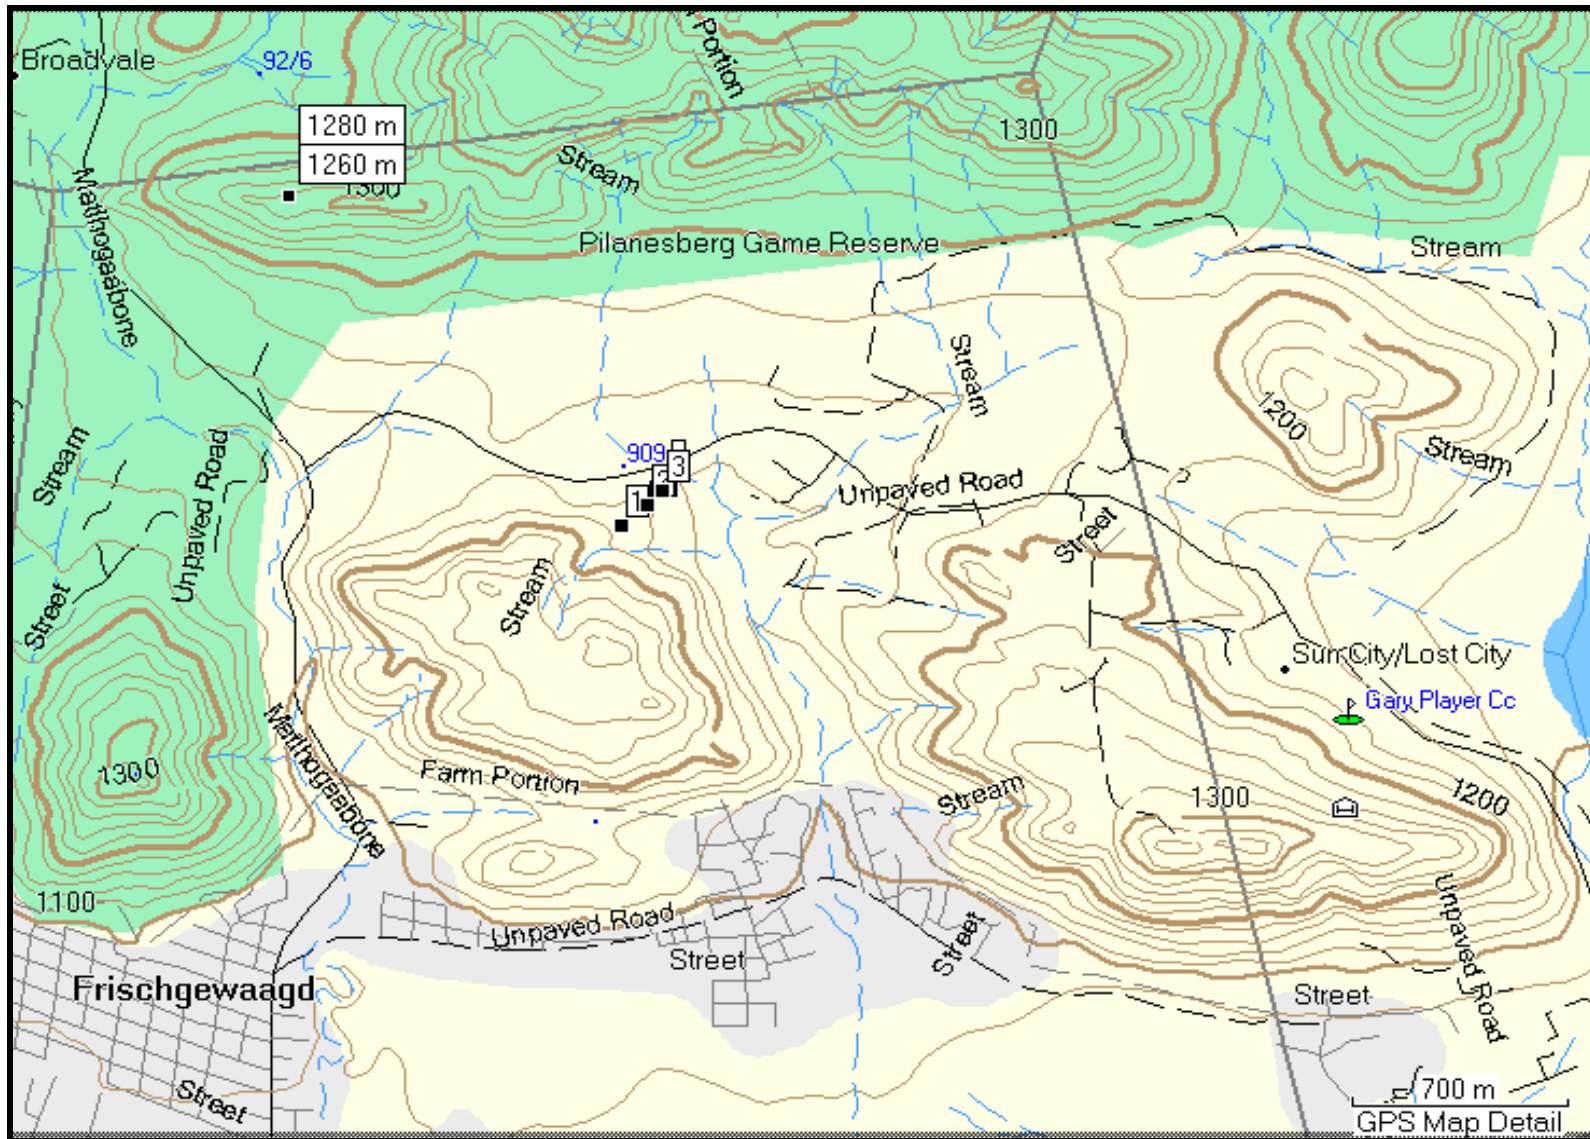 Portion
Broadvale
92/6
1280 m
1260 m
1300
1300
Stream
Matlhogaabone
Pilanesberg Game Reserve
Stream
Stream
1200
Stream
Stream
Unpaved Road
909
3
1
Unpaved Road
Street
Stream
Street
Sun City/Lost City
Gary Player Cc
Matlhogaabone
1300
Farm Portion
Stream
1300
1200
1100
Unpaved Road
Unpaved Road
Street
Street
Frischgewaagd
Street
Street
700 m
GPS Map Detail